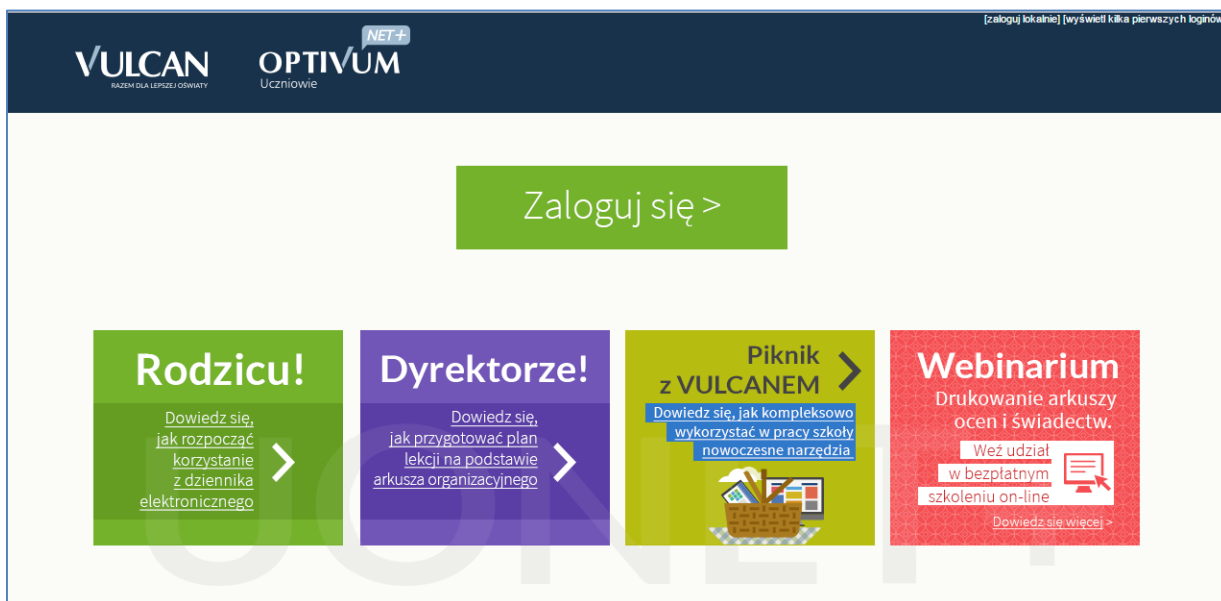 [zaloguj lokalnie] [wyświetl kilka pierwszych loginów
VULCAN
RAZEM DLA LEPSZEJ OŚWIATY
NET+
OPTIVUM
Uczniowie
Zaloguj się >
Rodzicu!
Dowiedz się,
jak rozpocząć
korzystanie
z dziennika
elektronicznego
Dyrektorze!
Dowiedz się,
jak przygotować plan
lekcji na podstawie
arkusza organizacyjnego
Piknik
z VULCANEM
Dowiedz się, jak kompleksowo
wykorzystać w pracy szkoły
nowoczesne narzędzia
Webinarium
Drukowanie arkuszy
ocen i świadectw.
Weź udział
w bezpłatnym
szkoleniu on-line
Dowiedz się więcej >
UONET+